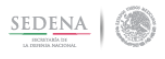 SEDENA
SECRETARÍA DE
LA DEFENSA NACIONAL